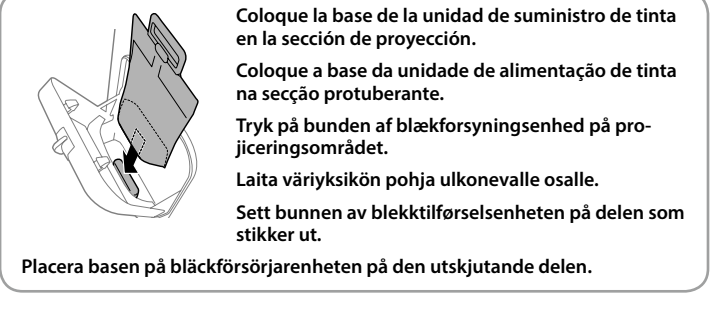 Coloque la base de la unidad de suministro de tinta
en la sección de proyección.
Coloque a base da unidade de alimentação de tinta
na secção protuberante.
Tryk på bunden af blækforsyningsenhed på pro-
jiceringsområdet.
Laita väriyksikön pohja ulkonevalle osalle.
Sett bunnen av blekktilførselsenheten på delen som
stikker ut.
Placera basen på bläckförsörjarenheten på den utskjutande delen.